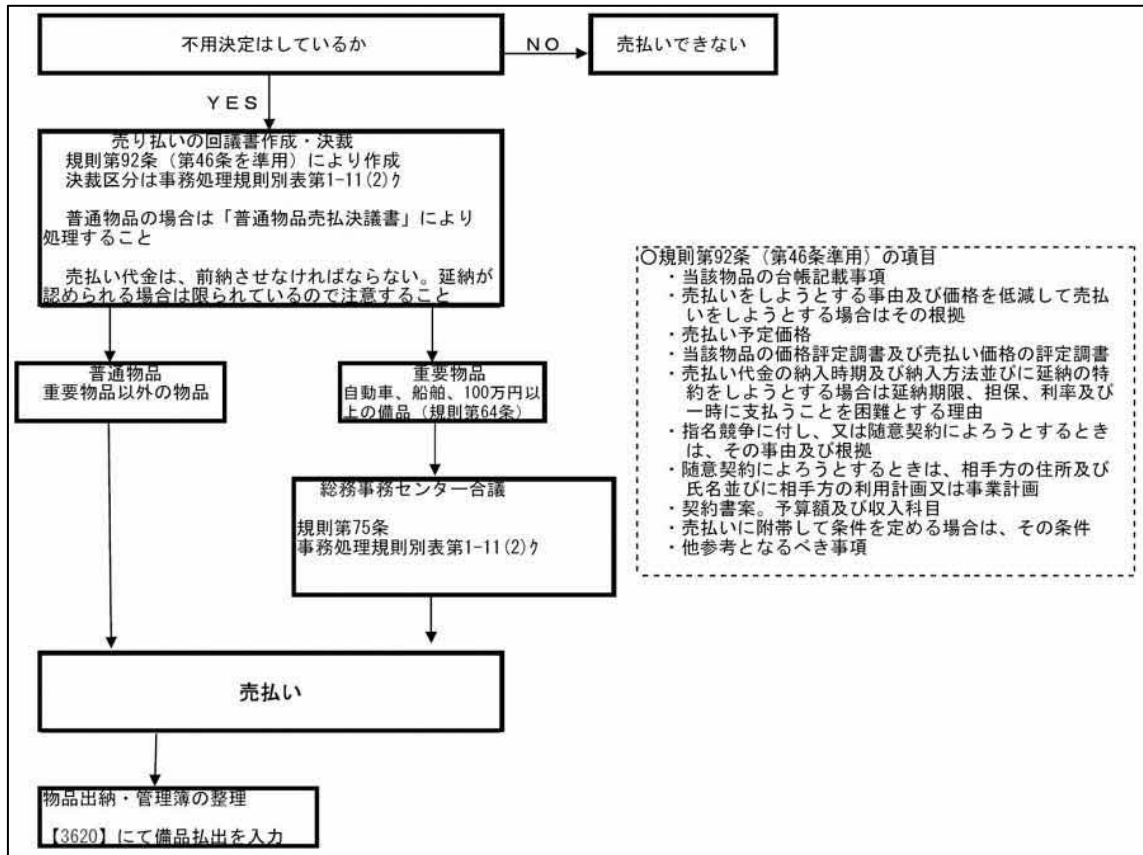 不用決定はしているか
ＮＯ
売払いできない
ＹＥＳ
売り払いの回議書作成・決裁
規則第92条（第46条を準用）により作成
決裁区分は事務処理規則別表第1-11(2)ｸ
普通物品の場合は「普通物品売払決議書」により
処理すること
売払い代金は、前納させなければならない。延納が
認められる場合は限られているので注意すること
普通物品
重要物品以外の物品
重要物品
自動車、船舶、100万円以
上の備品（規則第64条）
総務事務センター合議
規則第75条
事務処理規則別表第1-11(2)ｸ
売払い
物品出納・管理簿の整理
【3620】にて備品払出を入力
○規則第92条（第46条準用）の項目
・当該物品の台帳記載事項
・売払いをしようとする事由及び価格を低減して売払
いをしようとする場合はその根拠
・売払い予定価格
・当該物品の価格評定調書及び売払い価格の評定調書
・売払い代金の納入時期及び納入方法並びに延納の特
約をしようとする場合は延納期限、担保、利率及び
一時に支払うことを困難とする理由
・指名競争に付し、又は随意契約によろうとするとき
は、その事由及び根拠
・随意契約によろうとするときは、相手方の住所及び
氏名並びに相手方の利用計画又は事業計画
・契約書案。予算額及び収入科目
・売払いに附帯して条件を定める場合は、その条件
・他参考となるべき事項